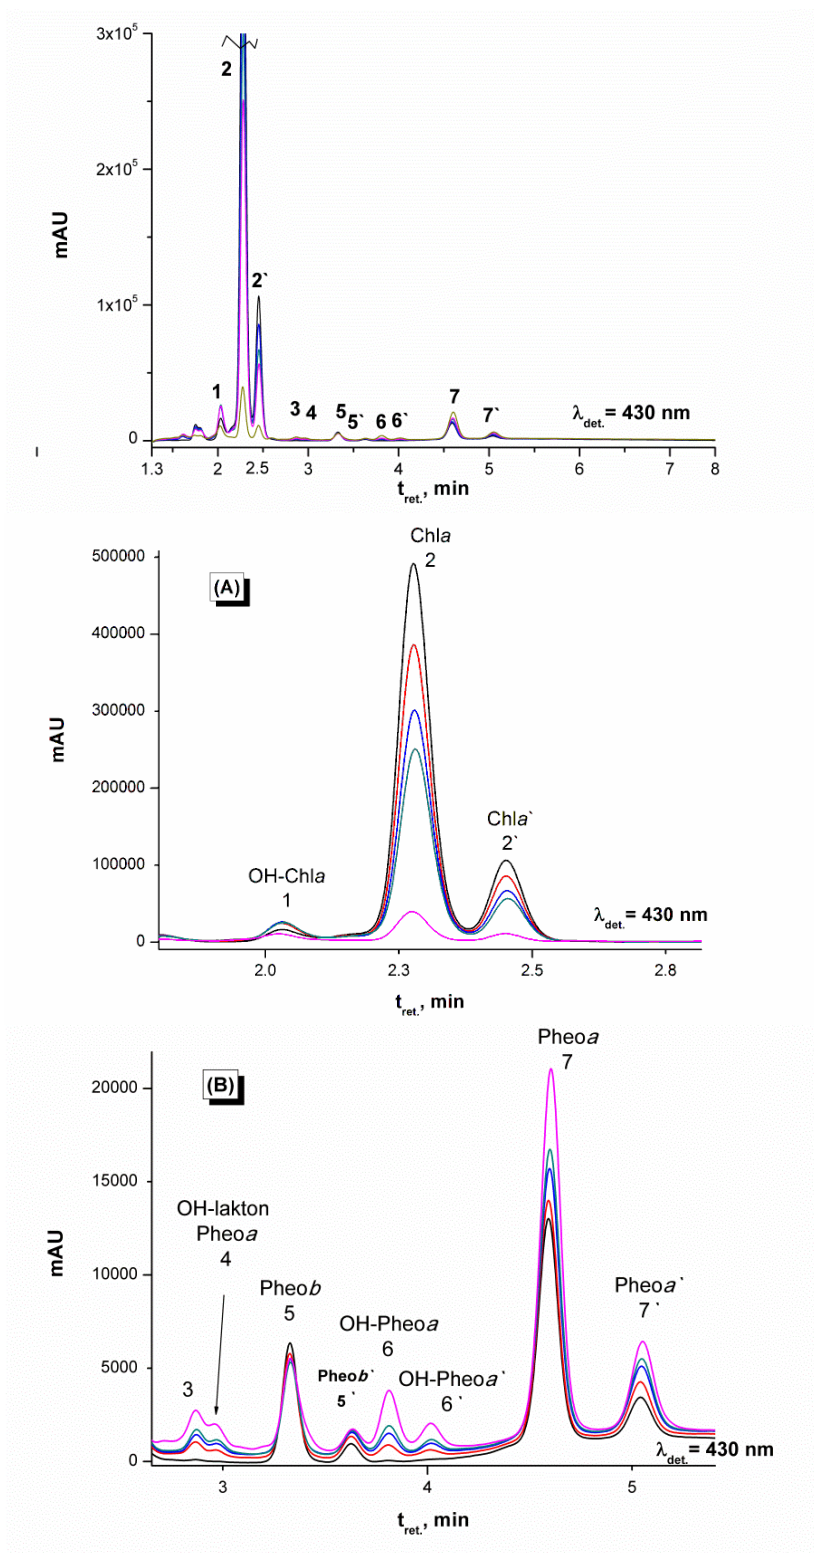 3x10⁵
2
2x10⁵
mAU
2`
1x10⁵
1
3 4 5 5` 6 6` 7 7`
λdet.= 430 nm
0
1.3 2 2.5 3 4 5 6 7 8
tret., min
Chla
2
500000
(A)
400000
300000
mAU
200000
Chla`
2`
100000
OH-Chla
1
λdet.= 430 nm
0
2.0 2.3 2.5 2.8
tret., min
Pheoa
7
(B)
20000
15000
OH-lakton
Pheoa
4
mAU
10000
Pheob
5
Pheoa`
7`
OH-Pheoa
6
5000
3
Pheob`
5`
OH-Pheoa`
6`
λdet.= 430 nm
0
3 4 5
tret., min